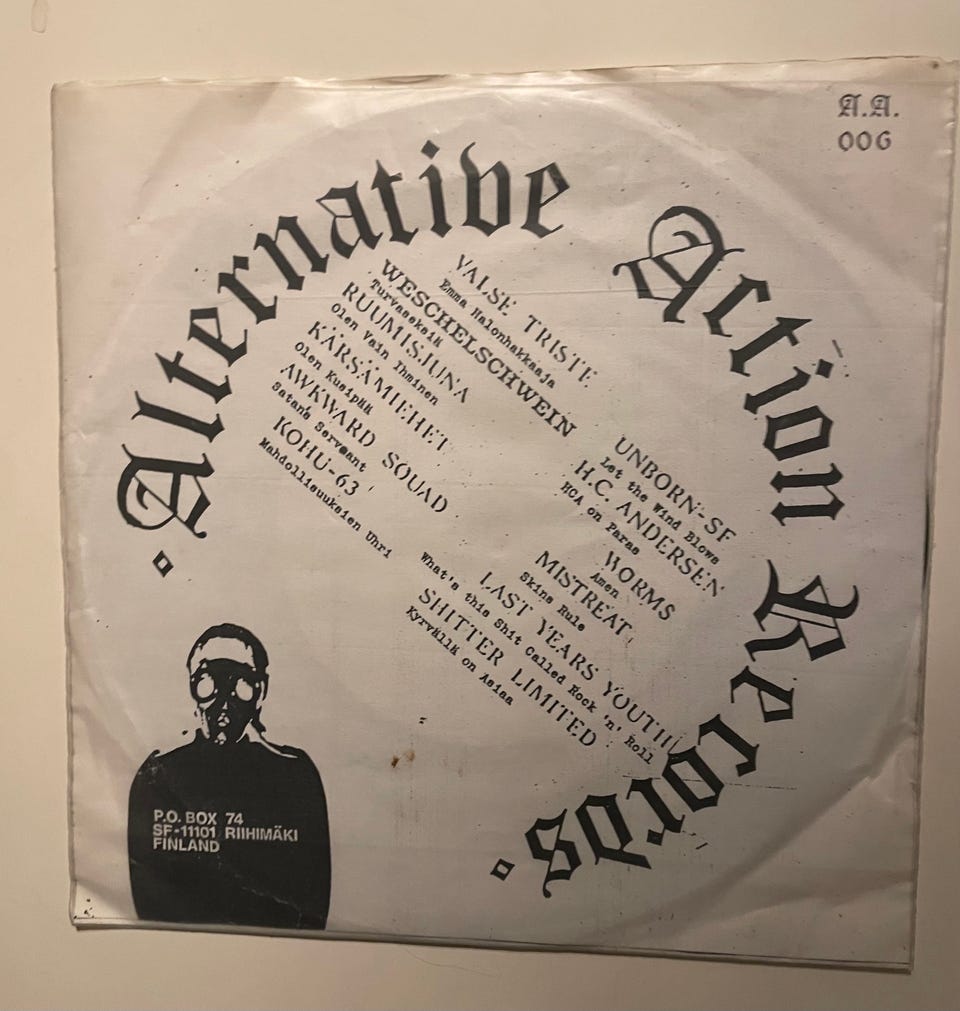 A.A.
006
Alternative Action Records.
VALSE TRISTE
Emma Halonhakkaaja
WESCHELSCHWEIN
Turvaseksiä
RUUMISJUNA
Olen Vain Ihminen
KÄRSÄMIEHET
Olen Kusipää
AWKWARD SQUAD
Satans Servant
KOHU-63
Mahdollisuuksien Uhri
UNBORN-SF
Let the Wind Blows
H.C. ANDERSEN
HCA on Paras
WORMS
Amen
MISTREAT
Skins Rule
LAST YEARS YOUTH
What's this Shit Called Rock 'n' Roll
SHITTER LIMITED
Kyrvällä on Asiaa
P.O. BOX 74
SF-11101 RIIHIMÄKI
FINLAND